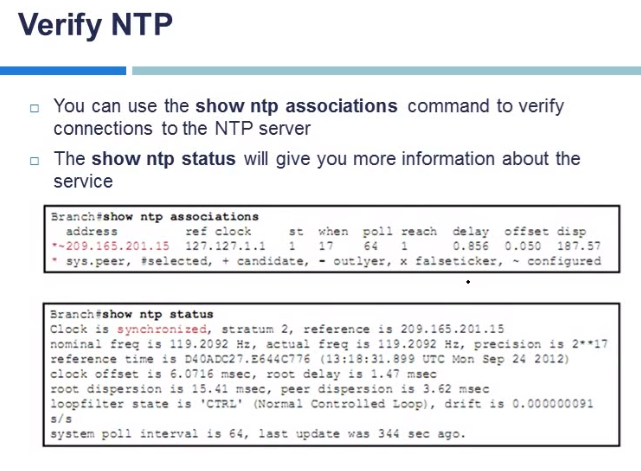 Verify NTP
You can use the show ntp associations command to verify
connections to the NTP server
The show ntp status will give you more information about the
service
Branch#show ntp associations
address ref clock st when poll reach delay offset disp
*~209.165.201.15 127.127.1.1 1 17 64 1 0.856 0.050 187.57
* sys.peer, #selected, + candidate, - outlyer, x falseticker, ~ configured
Branch#show ntp status
Clock is synchronized, stratum 2, reference is 209.165.201.15
nominal freq is 119.2092 Hz, actual freq is 119.2092 Hz, precision is 2**17
reference time is D40ADC27.E644C776 (13:18:31.899 UTC Mon Sep 24 2012)
clock offset is 6.0716 msec, root delay is 1.47 msec
root dispersion is 15.41 msec, peer dispersion is 3.62 msec
loopfilter state is 'CTRL' (Normal Controlled Loop), drift is 0.000000091
s/s
system poll interval is 64, last update was 344 sec ago.